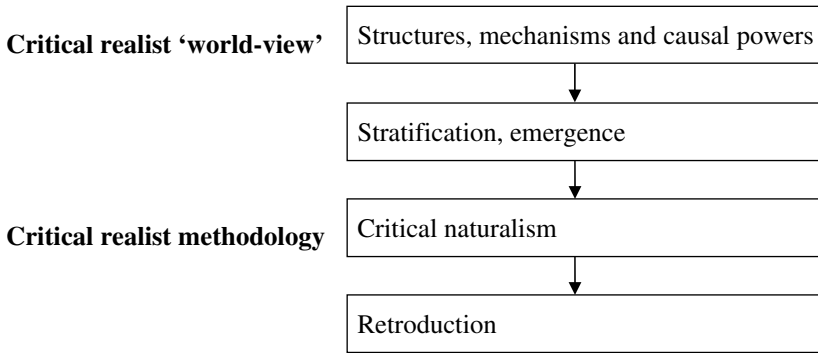 Critical realist ‘world-view’
Structures, mechanisms and causal powers
Stratification, emergence
Critical realist methodology
Critical naturalism
Retroduction